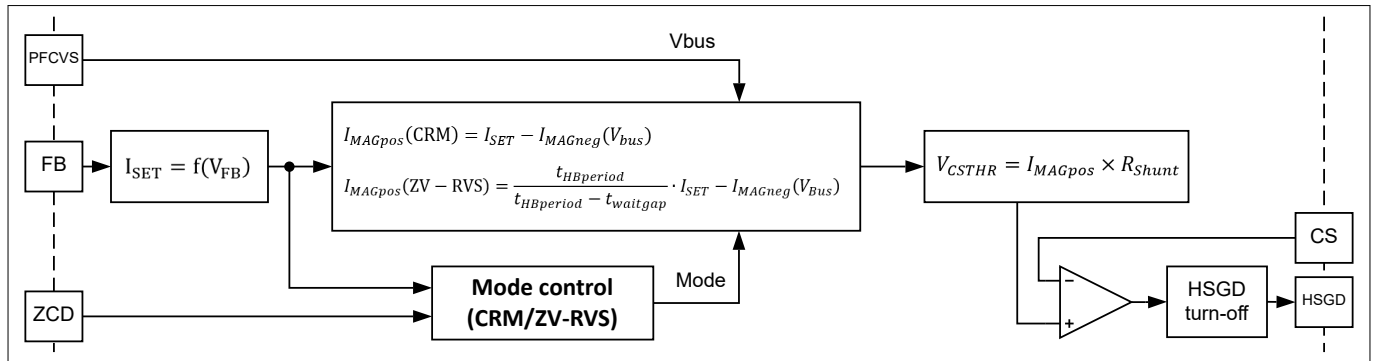 PFCVS
Vbus
FB
I_SET = f(V_FB)
I_MAGpos(CRM) = I_SET − I_MAGneg(V_bus)
I_MAGpos(ZV − RVS) = t_HBperiod / (t_HBperiod − t_waitgap) · I_SET − I_MAGneg(V_Bus)
V_CSTHR = I_MAGpos × R_Shunt
CS
Mode
Mode control
(CRM/ZV-RVS)
ZCD
−
+
HSGD
turn-off
HSGD